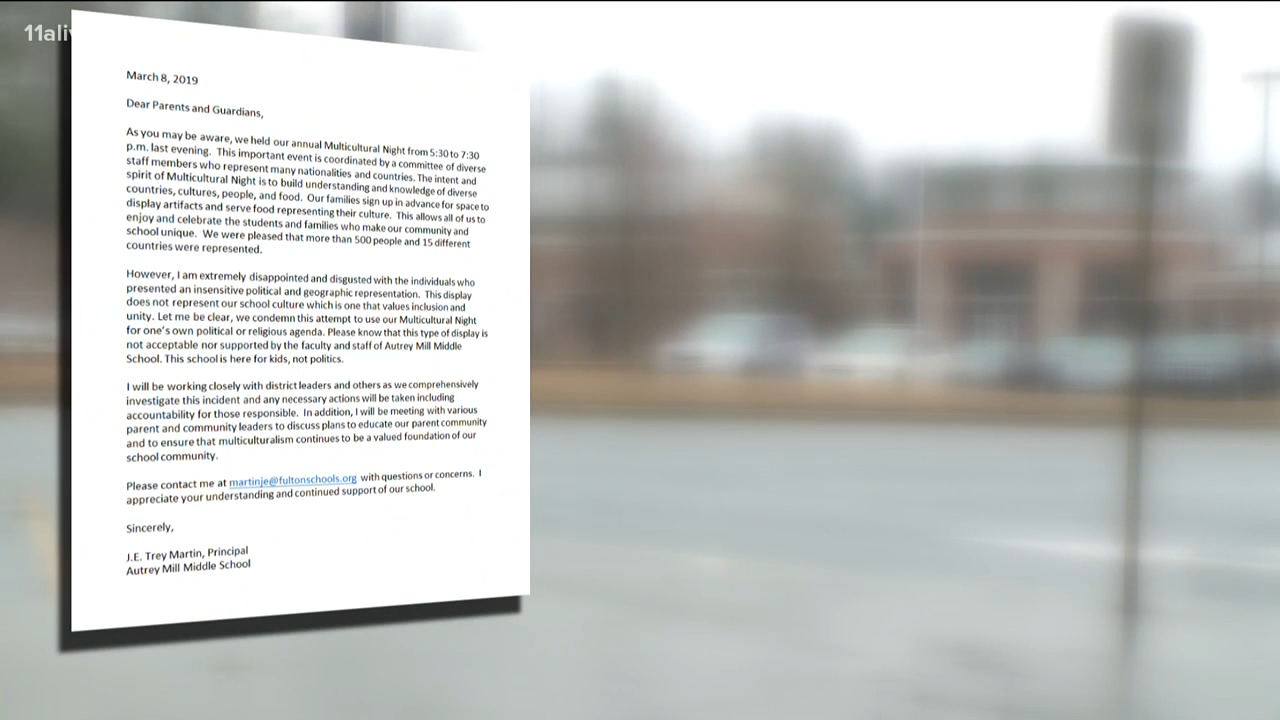 11aliv
March 8, 2019
Dear Parents and Guardians,
As you may be aware, we held our annual Multicultural Night from 5:30 to 7:30
p.m. last evening. This important event is coordinated by a committee of diverse
staff members who represent many nationalities and countries. The intent and
spirit of Multicultural Night is to build understanding and knowledge of diverse
countries, cultures, people, and food. Our families sign up in advance for space to
display artifacts and serve food representing their culture. This allows all of us to
enjoy and celebrate the students and families who make our community and
school unique. We were pleased that more than 500 people and 15 different
countries were represented.
However, I am extremely disappointed and disgusted with the individuals who
presented an insensitive political and geographic representation. This display
does not represent our school culture which is one that values inclusion and
unity. Let me be clear, we condemn this attempt to use our Multicultural Night
for one's own political or religious agenda. Please know that this type of display is
not acceptable nor supported by the faculty and staff of Autrey Mill Middle
School. This school is here for kids, not politics.
I will be working closely with district leaders and others as we comprehensively
investigate this incident and any necessary actions will be taken including
accountability for those responsible. In addition, I will be meeting with various
parent and community leaders to discuss plans to educate our parent community
and to ensure that multiculturalism continues to be a valued foundation of our
school community.
Please contact me at martinje@fultonschools.org with questions or concerns. I
appreciate your understanding and continued support of our school.
Sincerely,
J.E. Trey Martin, Principal
Autrey Mill Middle School